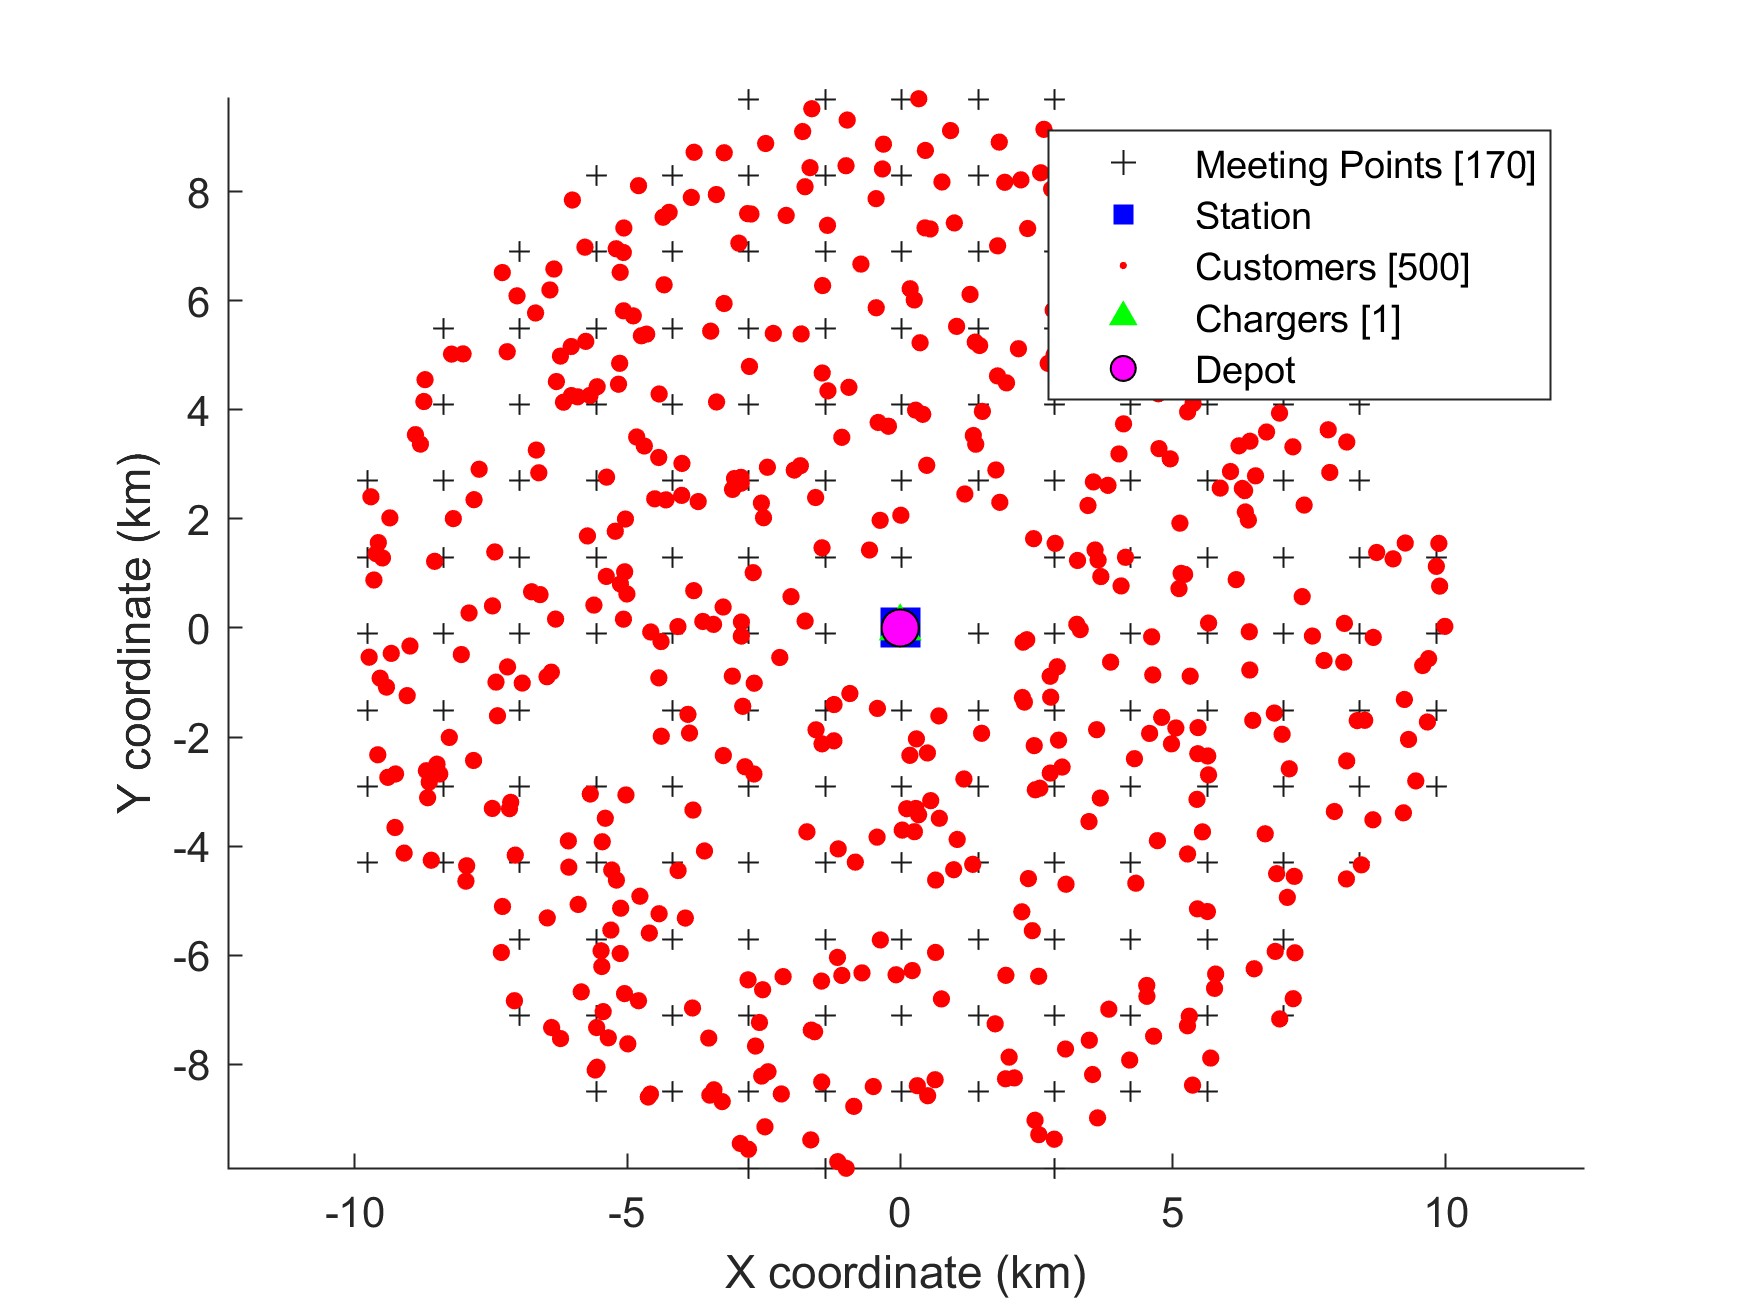 Meeting Points [170]
Station
Customers [500]
Chargers [1]
Depot
8
6
4
2
0
-2
-4
-6
-8
Y coordinate (km)
-10 -5 0 5 10
X coordinate (km)